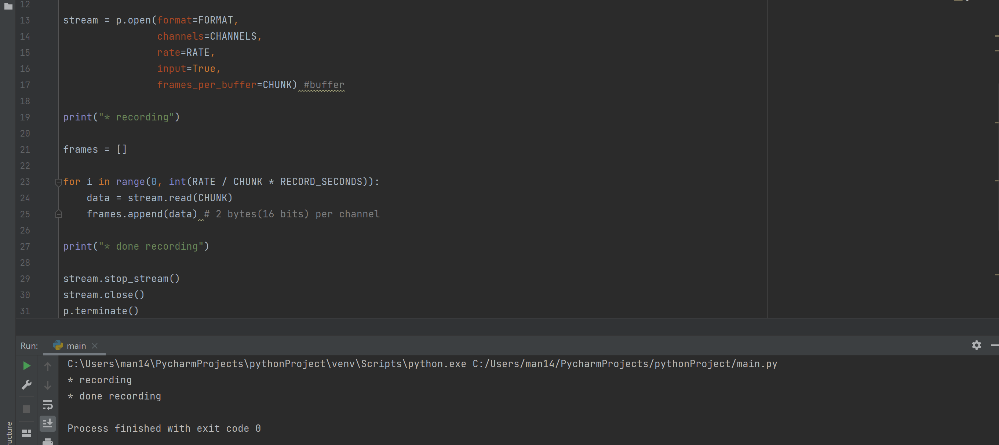 12
13 stream = p.open(format=FORMAT,
14 channels=CHANNELS,
15 rate=RATE,
16 input=True,
17 frames_per_buffer=CHUNK) #buffer
18
19 print("* recording")
20
21 frames = []
22
23 for i in range(0, int(RATE / CHUNK * RECORD_SECONDS)):
24 data = stream.read(CHUNK)
25 frames.append(data) # 2 bytes(16 bits) per channel
26
27 print("* done recording")
28
29 stream.stop_stream()
30 stream.close()
31 p.terminate()
Run: main
C:\Users\man14\PycharmProjects\pythonProject\venv\Scripts\python.exe C:/Users/man14/PycharmProjects/pythonProject/main.py
* recording
* done recording
Process finished with exit code 0
ructure